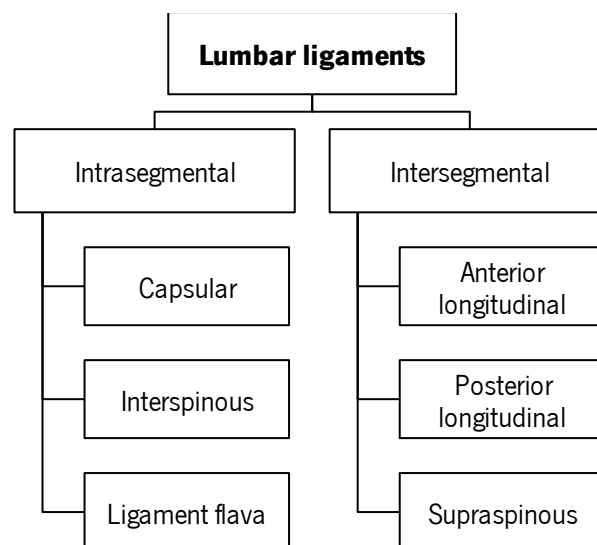 Lumbar ligaments
Intrasegmental
Intersegmental
Capsular
Anterior
longitudinal
Interspinous
Posterior
longitudinal
Ligament flava
Supraspinous